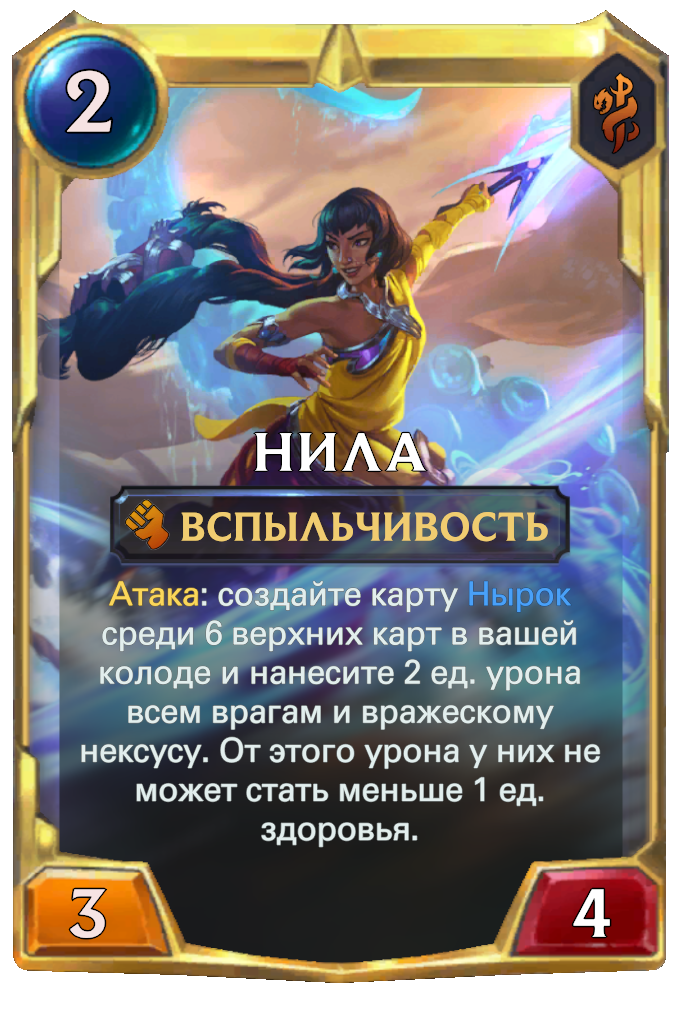 2
НИЛА
ВСПЫЛЬЧИВОСТЬ
Атака: создайте карту Нырок
среди 6 верхних карт в вашей
колоде и нанесите 2 ед. урона
всем врагам и вражескому
нексусу. От этого урона у них не
может стать меньше 1 ед.
здоровья.
3
4